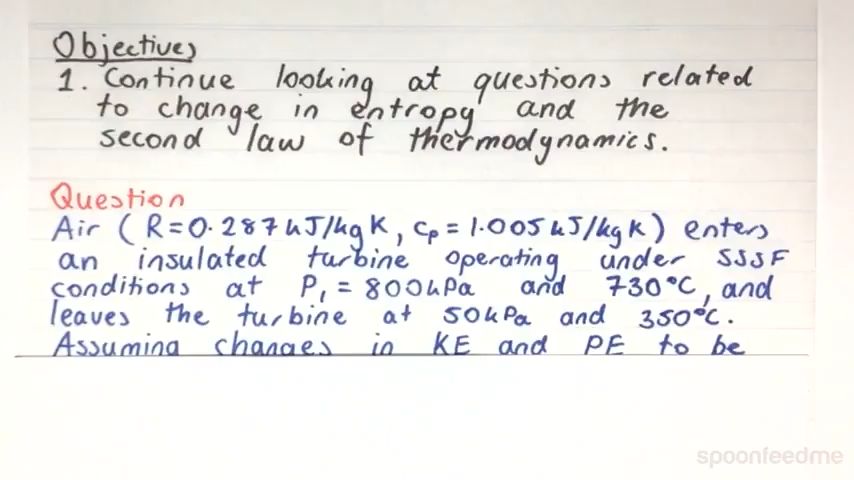 Objectives
1. Continue looking at questions related
to change in entropy and the
second law of thermodynamics.
Question
Air (R=0.287kJ/kgK, cp=1.005kJ/kgK) enters
an insulated turbine operating under SSSF
conditions at P₁ = 800kPa and 730°C, and
leaves the turbine at 50kPa and 350°C.
Assuming changes in KE and PE to be
spoonfeedme